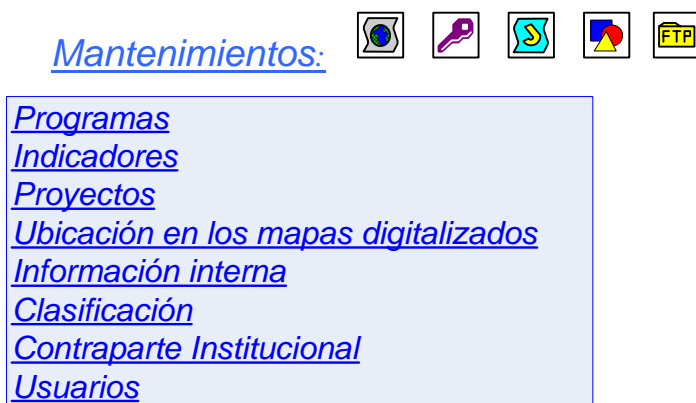 Mantenimientos: FTP
Programas
Indicadores
Proyectos
Ubicación en los mapas digitalizados
Información interna
Clasificación
Contraparte Institucional
Usuarios